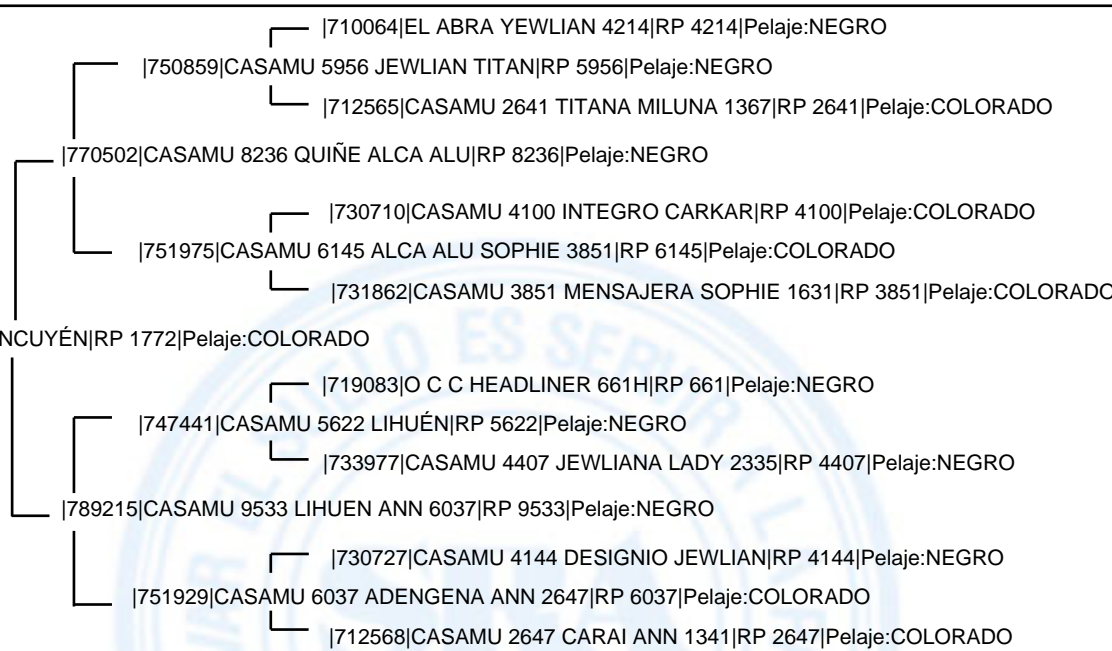 |710064|EL ABRA YEWLIAN 4214|RP 4214|Pelaje:NEGRO
|750859|CASAMU 5956 JEWLIAN TITAN|RP 5956|Pelaje:NEGRO
|712565|CASAMU 2641 TITANA MILUNA 1367|RP 2641|Pelaje:COLORADO
|770502|CASAMU 8236 QUIÑE ALCA ALU|RP 8236|Pelaje:NEGRO
|730710|CASAMU 4100 INTEGRO CARKAR|RP 4100|Pelaje:COLORADO
|751975|CASAMU 6145 ALCA ALU SOPHIE 3851|RP 6145|Pelaje:COLORADO
|731862|CASAMU 3851 MENSAJERA SOPHIE 1631|RP 3851|Pelaje:COLORADO
NCUYÉN|RP 1772|Pelaje:COLORADO
|719083|O C C HEADLINER 661H|RP 661|Pelaje:NEGRO
|747441|CASAMU 5622 LIHUÉN|RP 5622|Pelaje:NEGRO
|733977|CASAMU 4407 JEWLIANA LADY 2335|RP 4407|Pelaje:NEGRO
|789215|CASAMU 9533 LIHUEN ANN 6037|RP 9533|Pelaje:NEGRO
|730727|CASAMU 4144 DESIGNIO JEWLIAN|RP 4144|Pelaje:NEGRO
|751929|CASAMU 6037 ADENGENA ANN 2647|RP 6037|Pelaje:COLORADO
|712568|CASAMU 2647 CARAI ANN 1341|RP 2647|Pelaje:COLORADO